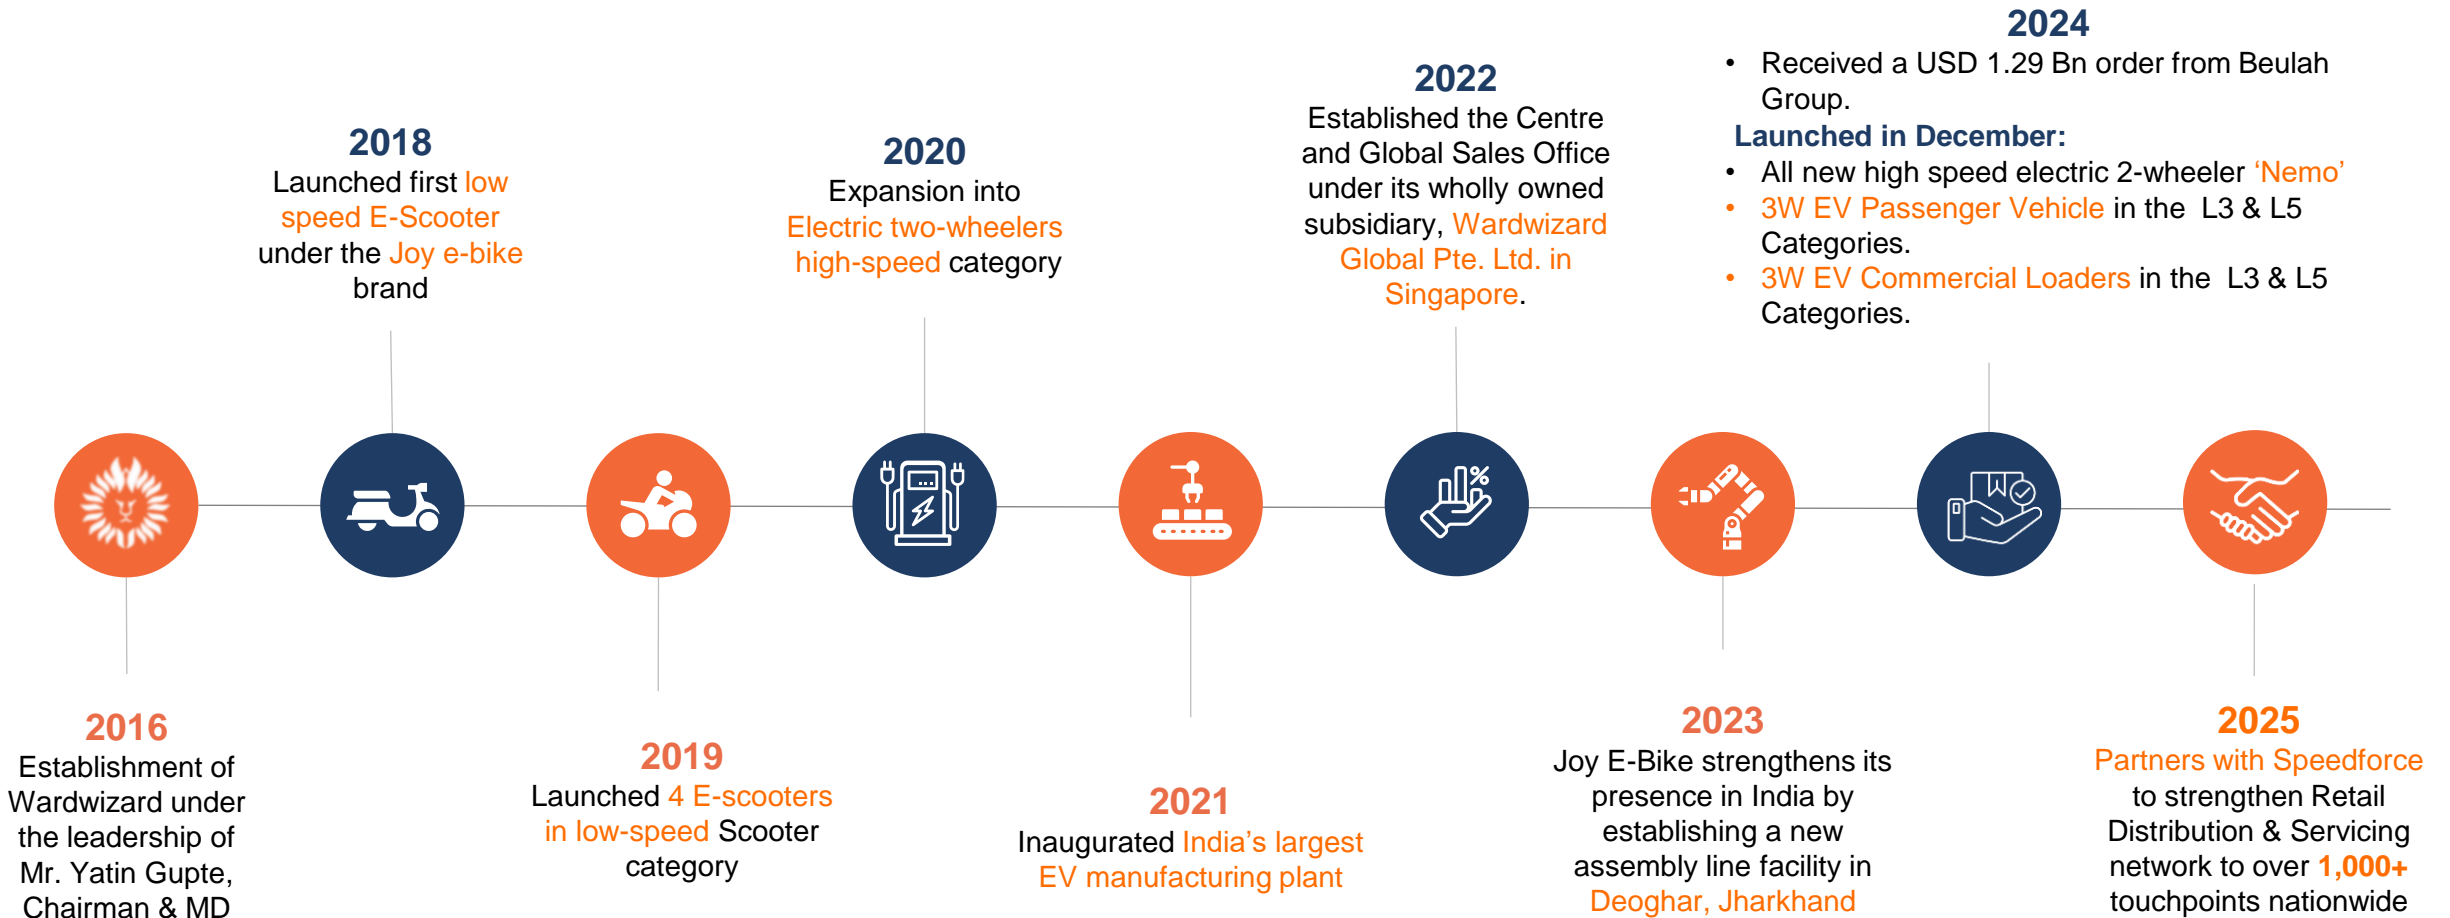 2016
Establishment of
Wardwizard under
the leadership of
Mr. Yatin Gupte,
Chairman & MD
2018
Launched first low
speed E-Scooter
under the Joy e-bike
brand
2019
Launched 4 E-scooters
in low-speed Scooter
category
2020
Expansion into
Electric two-wheelers
high-speed category
2021
Inaugurated India’s largest
EV manufacturing plant
2022
Established the Centre
and Global Sales Office
under its wholly owned
subsidiary, Wardwizard
Global Pte. Ltd. in
Singapore.
%
2023
Joy E-Bike strengthens its
presence in India by
establishing a new
assembly line facility in
Deoghar, Jharkhand
2024
• Received a USD 1.29 Bn order from Beulah
Group.
Launched in December:
• All new high speed electric 2-wheeler ‘Nemo’
• 3W EV Passenger Vehicle in the L3 & L5
Categories.
• 3W EV Commercial Loaders in the L3 & L5
Categories.
2025
Partners with Speedforce
to strengthen Retail
Distribution & Servicing
network to over 1,000+
touchpoints nationwide